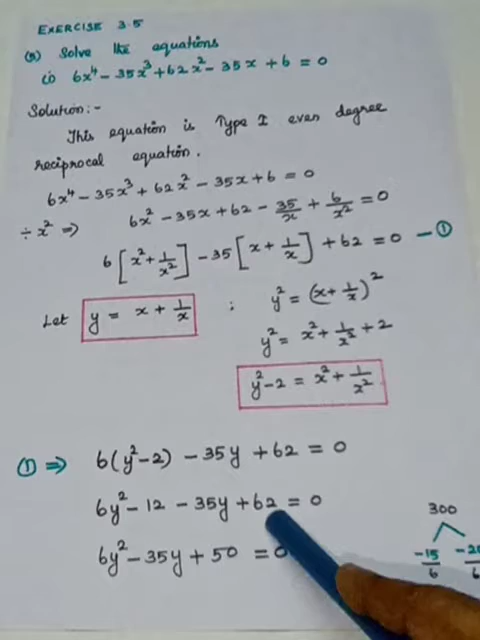 EXERCISE 3.5
(5) Solve the equations
(i) 6x⁴ - 35x³ + 62x² - 35x + 6 = 0
Solution:-
This equation is Type I even degree
reciprocal equation.
6x⁴ - 35x³ + 62x² - 35x + 6 = 0
÷ x² ⇒ 6x² - 35x + 62 - 35/x + 6/x² = 0
6[x² + 1/x²] - 35[x + 1/x] + 62 = 0 — ①
Let y = x + 1/x ; y² = (x + 1/x)²
y² = x² + 1/x² + 2
y² - 2 = x² + 1/x²
① ⇒ 6(y² - 2) - 35y + 62 = 0
6y² - 12 - 35y + 62 = 0
300
6y² - 35y + 50 = 0
-15/6 -20/6